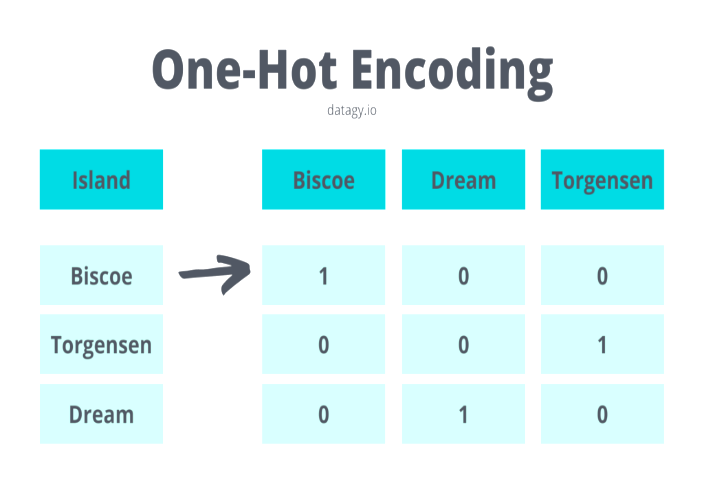 One-Hot Encoding
datagy.io
Island Biscoe Dream Torgensen
Biscoe 1 0 0
Torgensen 0 0 1
Dream 0 1 0